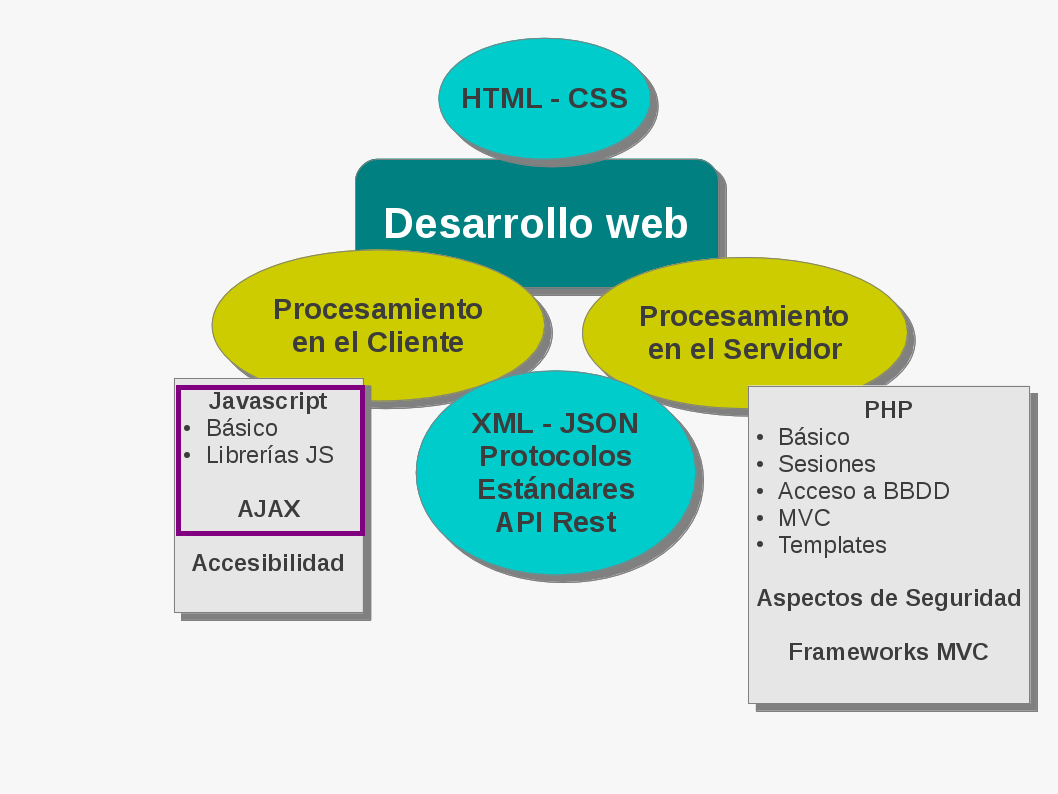 HTML - CSS
Desarrollo web
Procesamiento
en el Cliente
Procesamiento
en el Servidor
Javascript
• Básico
• Librerías JS
AJAX
Accesibilidad
XML - JSON
Protocolos
Estándares
API Rest
PHP
• Básico
• Sesiones
• Acceso a BBDD
• MVC
• Templates
Aspectos de Seguridad
Frameworks MVC